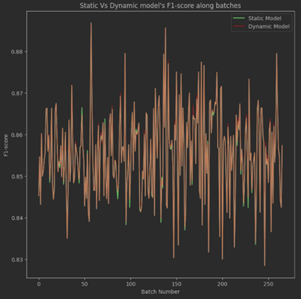 Static Vs Dynamic model's F1-score along batches
Static Model
Dynamic Model
0.88
0.87
0.86
0.85
0.84
0.83
F1-score
0
50
100
150
200
250
Batch Number